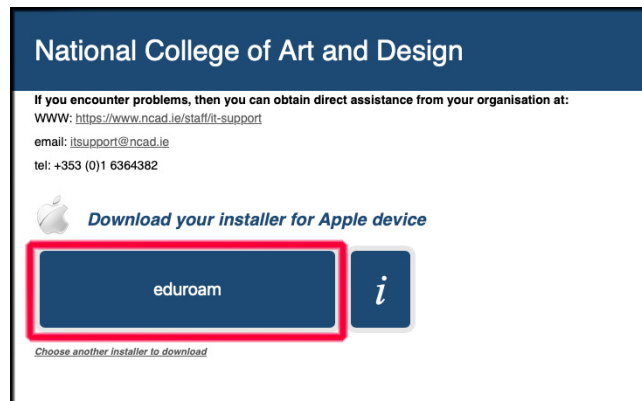 National College of Art and Design
If you encounter problems, then you can obtain direct assistance from your organisation at:
WWW: https://www.ncad.ie/staff/it-support
email: itsupport@ncad.ie
tel: +353 (0)1 6364382
Download your installer for Apple device
eduroam
i
Choose another installer to download